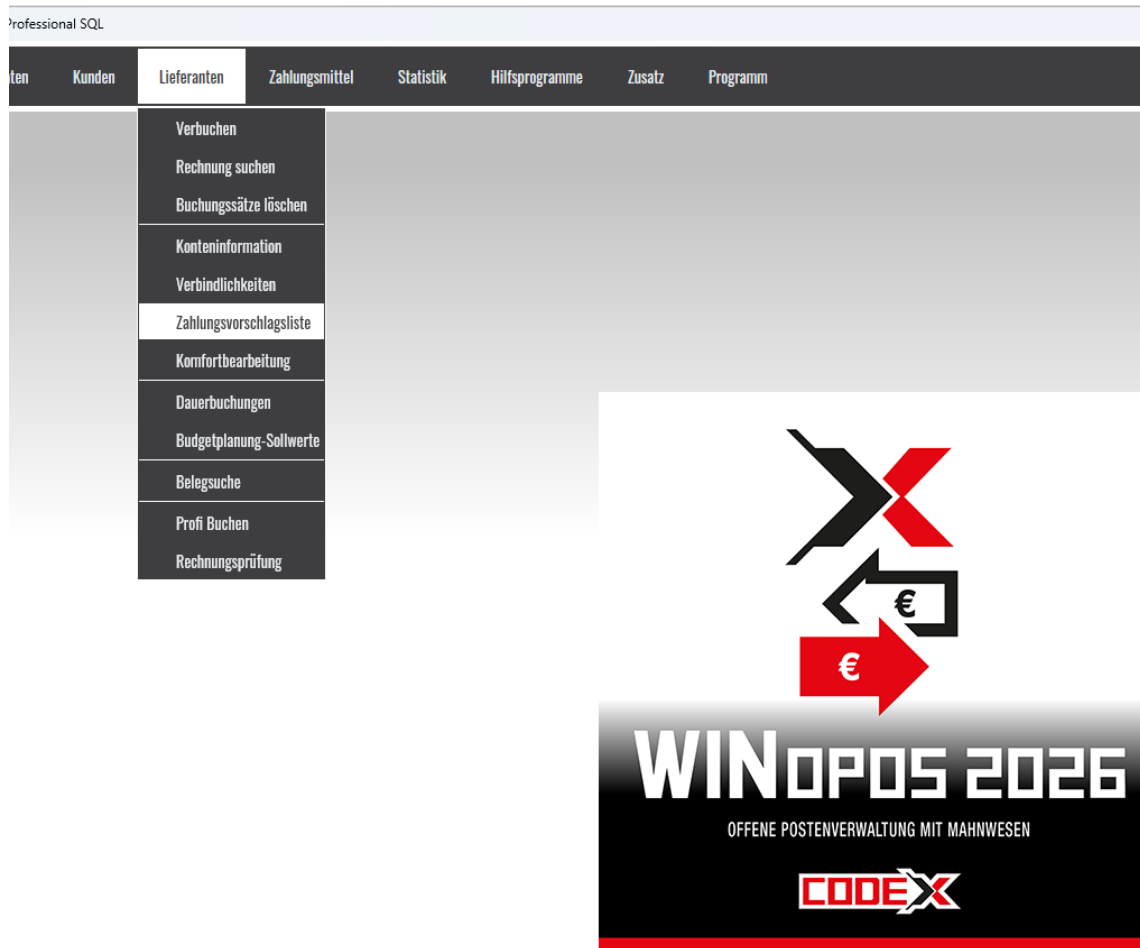 Professional SQL
ten Kunden Lieferanten Zahlungsmittel Statistik Hilfsprogramme Zusatz Programm
Verbuchen
Rechnung suchen
Buchungssätze löschen
Konteninformation
Verbindlichkeiten
Zahlungsvorschlagsliste
Komfortbearbeitung
Dauerbuchungen
Budgetplanung-Sollwerte
Belegsuche
Profi Buchen
Rechnungsprüfung
€
€
WINOPOS 2026
OFFENE POSTENVERWALTUNG MIT MAHNWESEN
CODEX